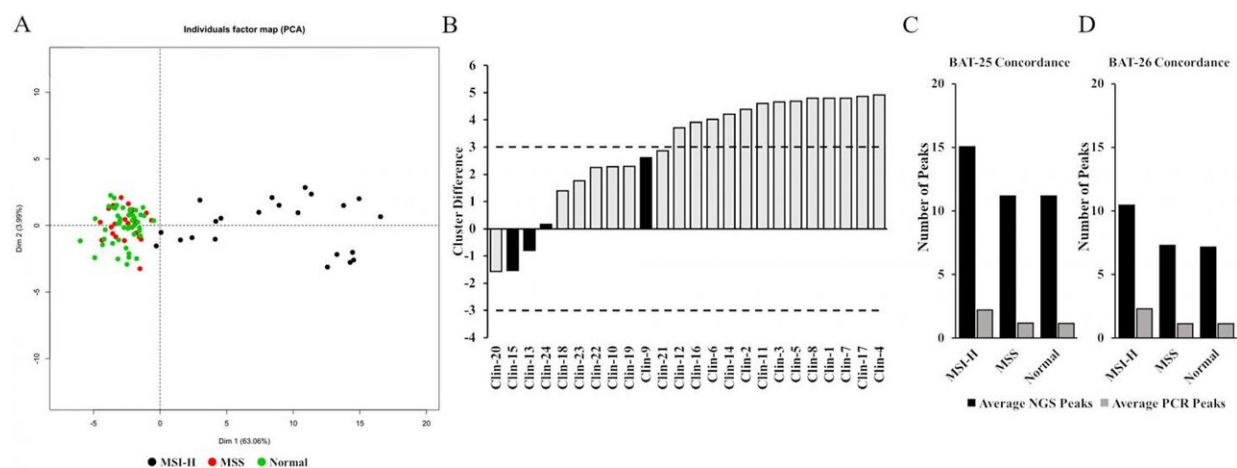 A
Individuals factor map (PCA)
Dim 2 (3.99%)
10
5
0
-5
-10
-5
0
5
10
15
20
Dim 1 (63.06%)
MSI-H
MSS
Normal
B
Cluster Difference
6
5
4
3
2
1
0
-1
-2
-3
-4
Clin-20
Clin-15
Clin-13
Clin-24
Clin-18
Clin-23
Clin-22
Clin-10
Clin-19
Clin-9
Clin-21
Clin-12
Clin-16
Clin-6
Clin-14
Clin-2
Clin-11
Clin-3
Clin-5
Clin-8
Clin-1
Clin-7
Clin-17
Clin-4
C
BAT-25 Concordance
Number of Peaks
20
15
10
5
0
MSI-H
MSS
Normal
D
BAT-26 Concordance
Number of Peaks
20
15
10
5
0
MSI-H
MSS
Normal
Average NGS Peaks
Average PCR Peaks